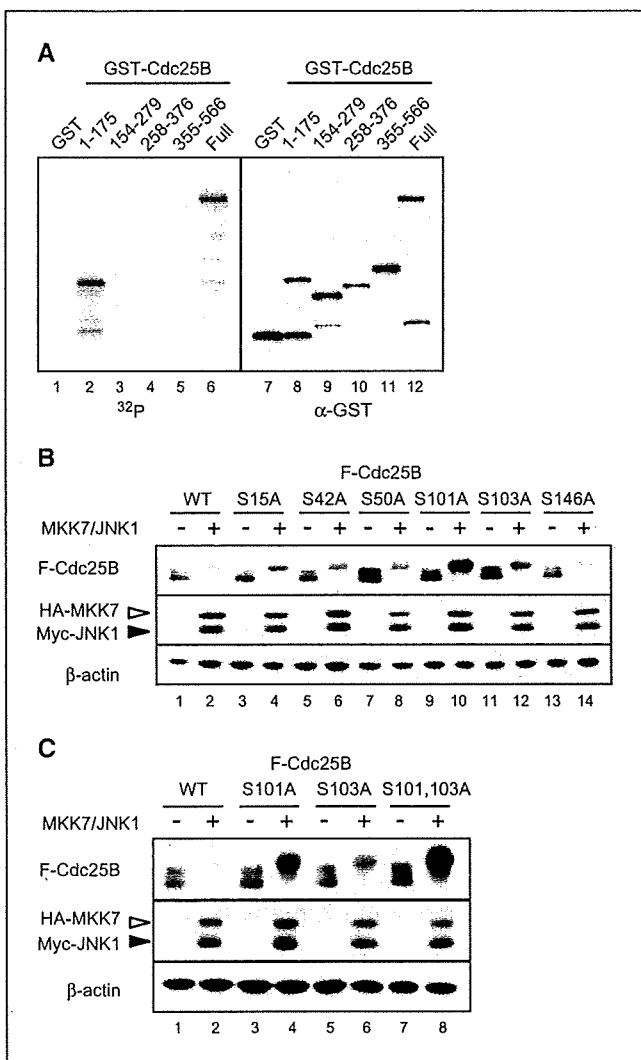 A
GST-Cdc25B GST-Cdc25B
GST 1-175 154-279 258-376 355-566 Full GST 1-175 154-279 258-376 355-566 Full
1 2 3 4 5 6 7 8 9 10 11 12
32P α-GST
B
F-Cdc25B
WT S15A S42A S50A S101A S103A S146A
MKK7/JNK1 - + - + - + - + - + - + - +
F-Cdc25B
HA-MKK7
Myc-JNK1
β-actin
1 2 3 4 5 6 7 8 9 10 11 12 13 14
C
F-Cdc25B
WT S101A S103A S101,103A
MKK7/JNK1 - + - + - + - +
F-Cdc25B
HA-MKK7
Myc-JNK1
β-actin
1 2 3 4 5 6 7 8